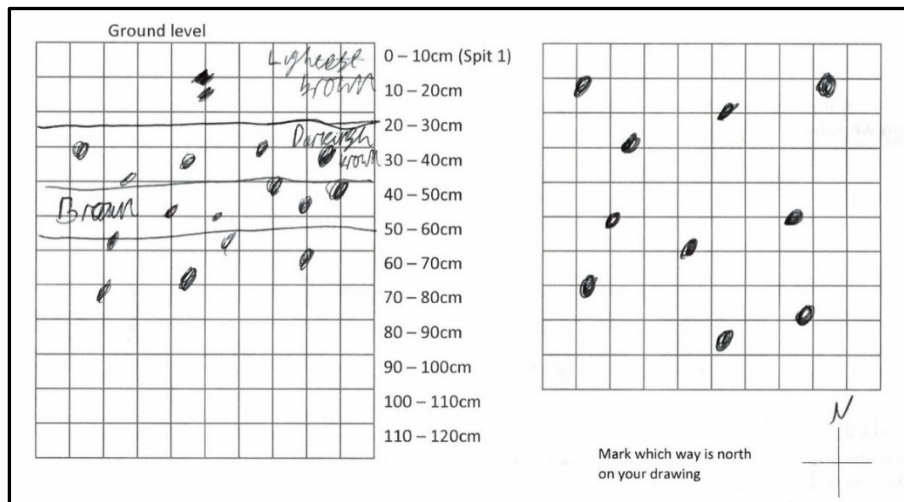 Ground level
Lightest
brown
0 – 10cm (Spit 1)
10 – 20cm
20 – 30cm
30 – 40cm
40 – 50cm
50 – 60cm
60 – 70cm
70 – 80cm
80 – 90cm
90 – 100cm
100 – 110cm
110 – 120cm
brown
Brown
N
Mark which way is north
on your drawing